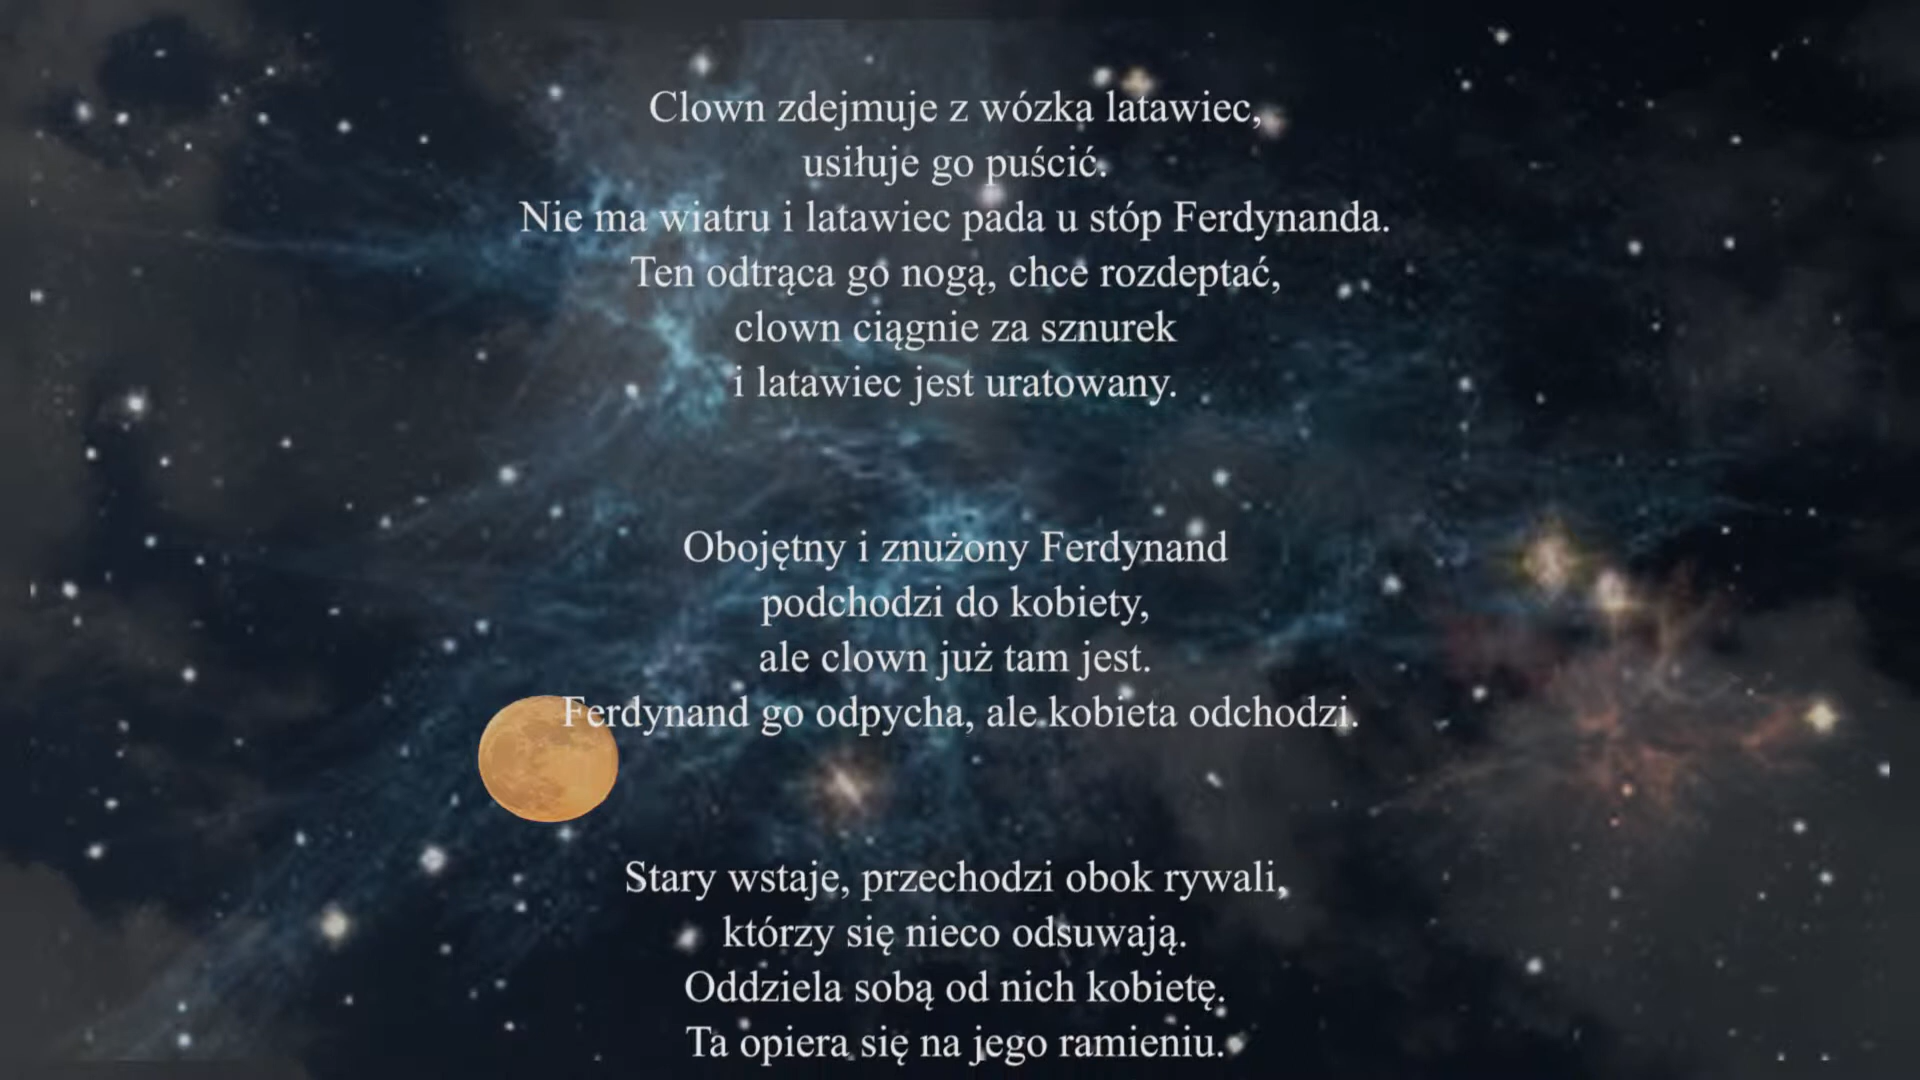 Clown zdejmuje z wózka latawiec,
usiłuje go puścić.
Nie ma wiatru i latawiec pada u stóp Ferdynanda.
Ten odtrąca go nogą, chce rozdeptać,
clown ciągnie za sznurek
i latawiec jest uratowany.
Obojętny i znużony Ferdynand
podchodzi do kobiety,
ale clown już tam jest.
Ferdynand go odpycha, ale kobieta odchodzi.
Stary wstaje, przechodzi obok rywali,
którzy się nieco odsuwają.
Oddziela sobą od nich kobietę.
Ta opiera się na jego ramieniu.